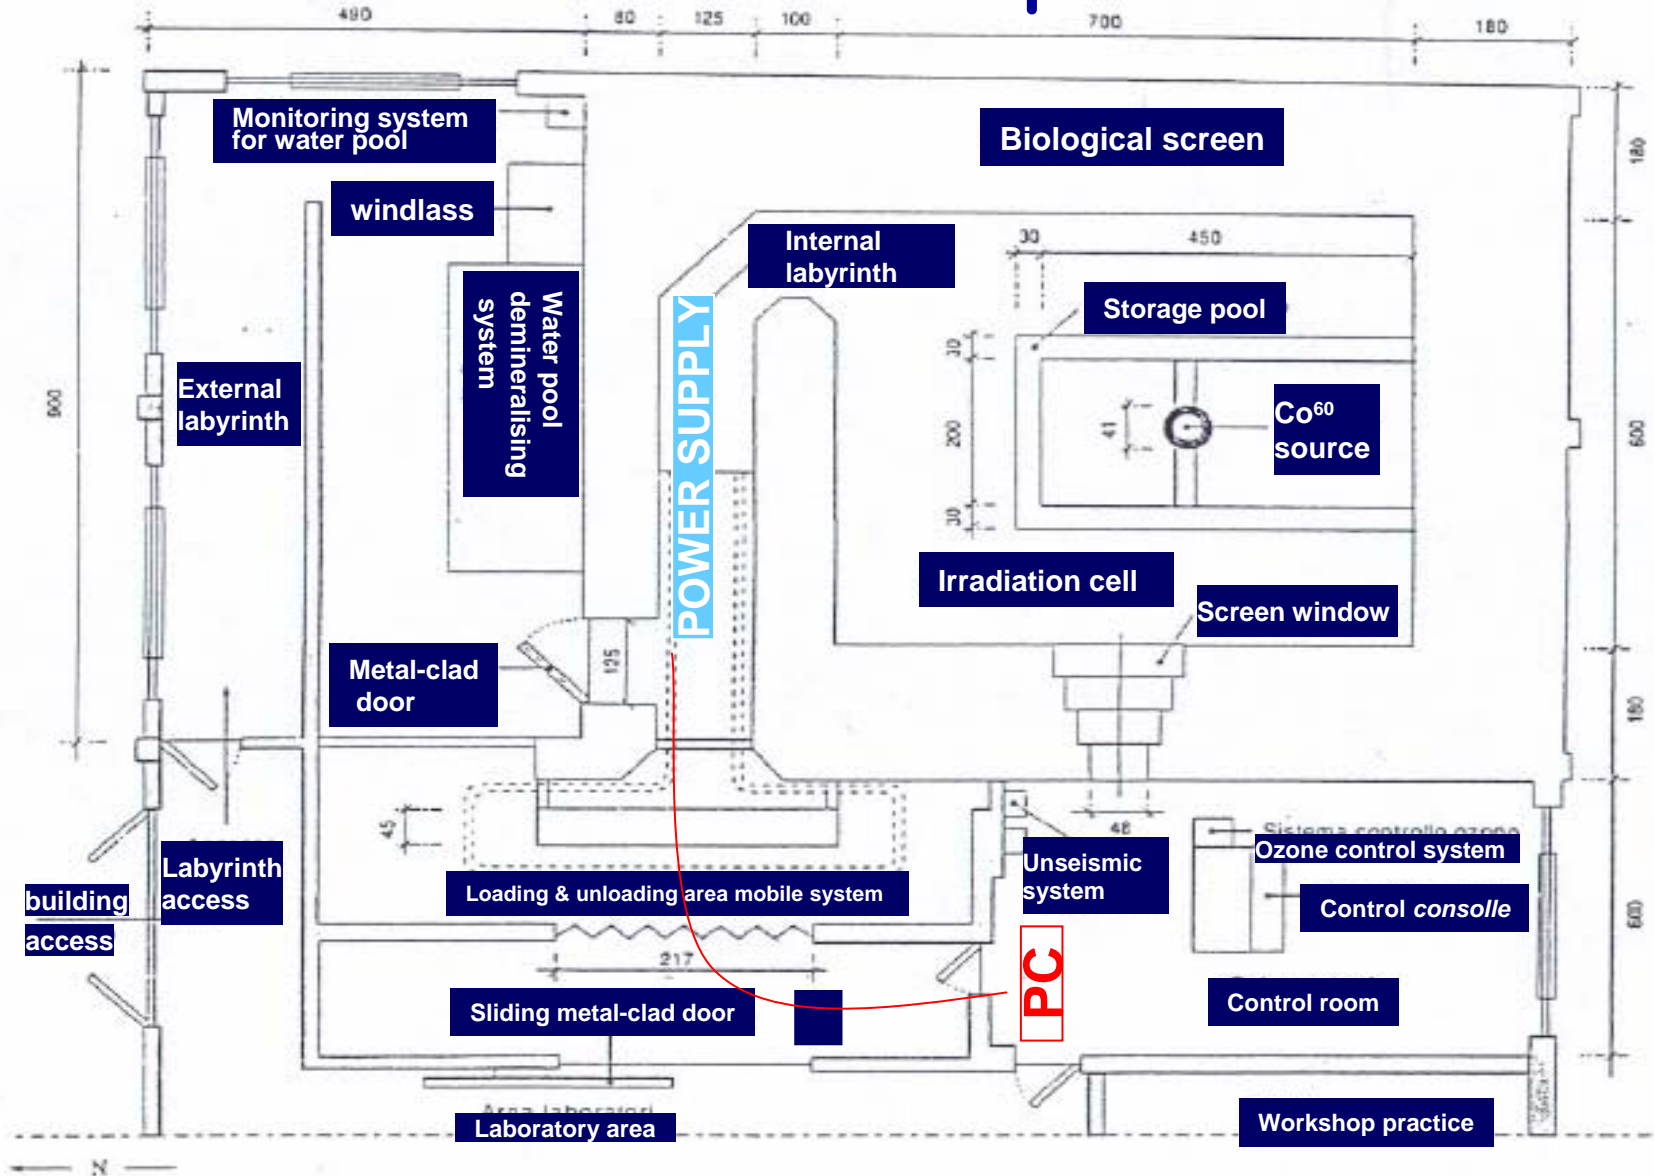 490
80
125
100
700
180
Monitoring system
for water pool
Biological screen
180
windlass
Internal
labyrinth
30
450
Water pool
demineralising
system
POWER SUPPLY
Storage pool
30
External
labyrinth
900
200
41
Co60
source
600
30
Irradiation cell
Screen window
Metal-clad
door
125
180
45
48
Sistema controllo ozono
Ozone control system
Labyrinth
access
Unseismic
system
building
access
Loading & unloading area mobile system
Control consolle
600
217
PC
Sliding metal-clad door
Control room
Area laboratori
Laboratory area
Workshop practice
N